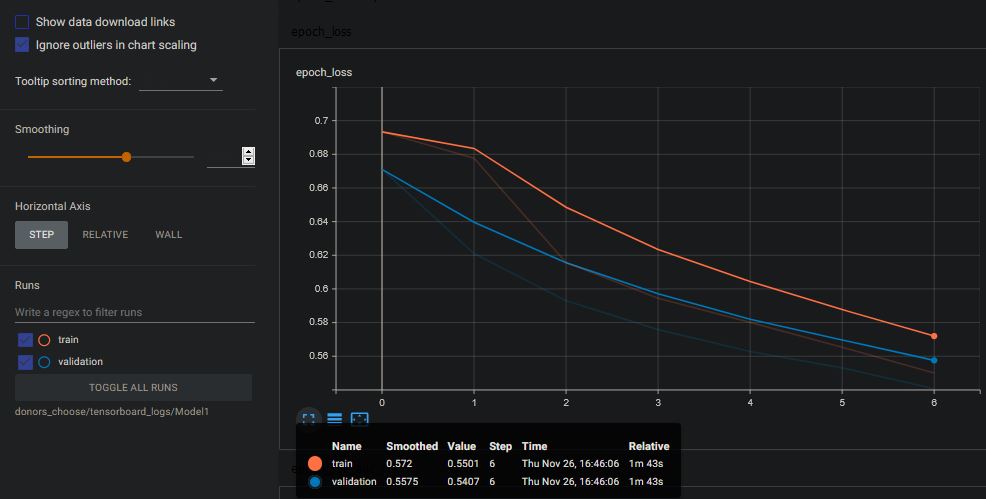 Show data download links
Ignore outliers in chart scaling
Tooltip sorting method:
Smoothing
Horizontal Axis
STEP RELATIVE WALL
Runs
Write a regex to filter runs
train
validation
TOGGLE ALL RUNS
donors_choose/tensorboard_logs/Model1
epoch_loss
epoch_loss
0.7
0.68
0.66
0.64
0.62
0.6
0.58
0.56
0 1 2 3 4 5 6
Name Smoothed Value Step Time Relative
train 0.572 0.5501 6 Thu Nov 26, 16:46:06 1m 43s
validation 0.5575 0.5407 6 Thu Nov 26, 16:46:06 1m 43s